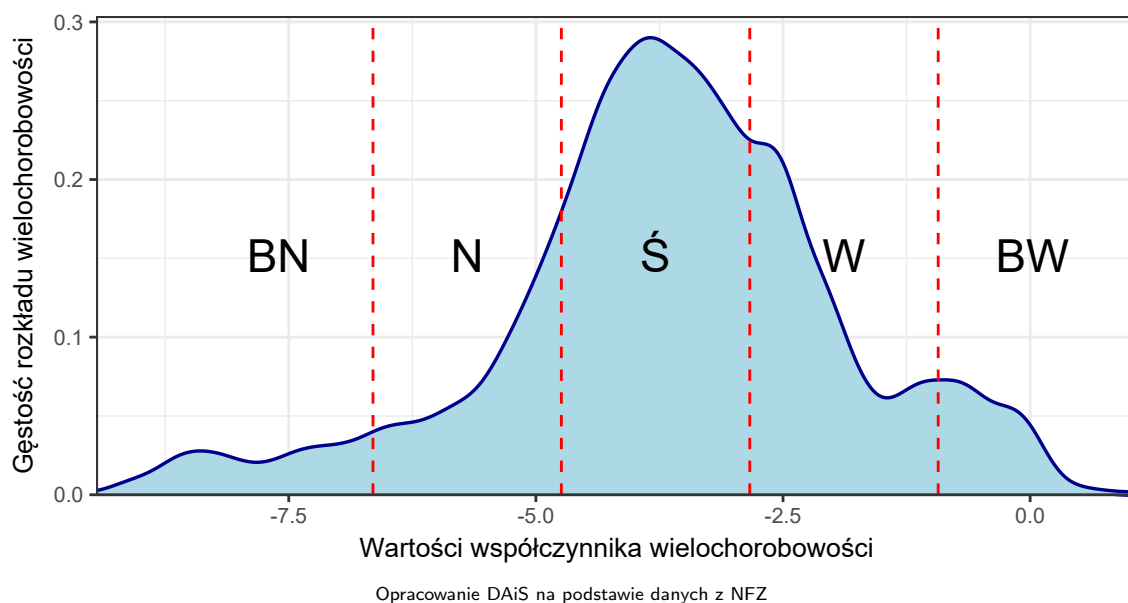 Gęstość rozkładu wielochorobowości
0.3
0.2
0.1
0.0
BN N Ś W BW
-7.5 -5.0 -2.5 0.0
Wartości współczynnika wielochorobowości
Opracowanie DAiS na podstawie danych z NFZ